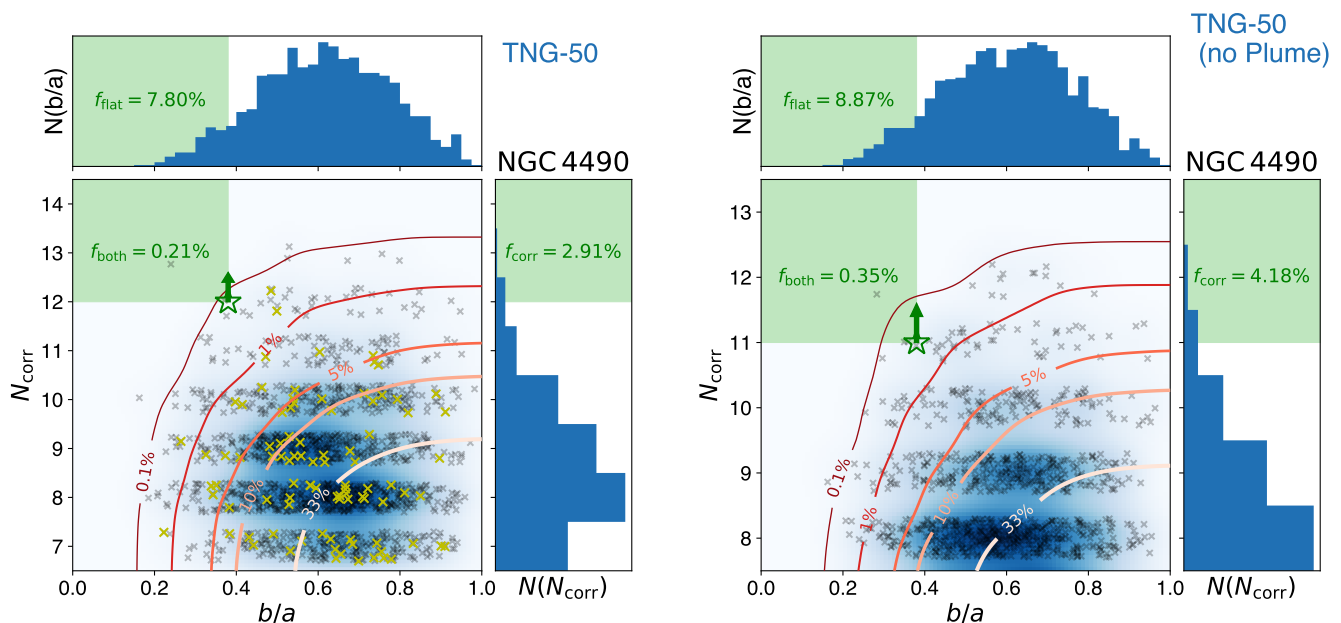 TNG-50
N(b/a)
f_flat = 7.80%
NGC 4490
N_corr
14
13
12
11
10
9
8
7
f_both = 0.21%
f_corr = 2.91%
0.1%
1%
5%
10%
33%
0.0 0.2 0.4 0.6 0.8 1.0
b/a
N(N_corr)
TNG-50
(no Plume)
N(b/a)
f_flat = 8.87%
NGC 4490
N_corr
13
12
11
10
9
8
f_both = 0.35%
f_corr = 4.18%
0.1%
1%
5%
10%
33%
0.0 0.2 0.4 0.6 0.8 1.0
b/a
N(N_corr)